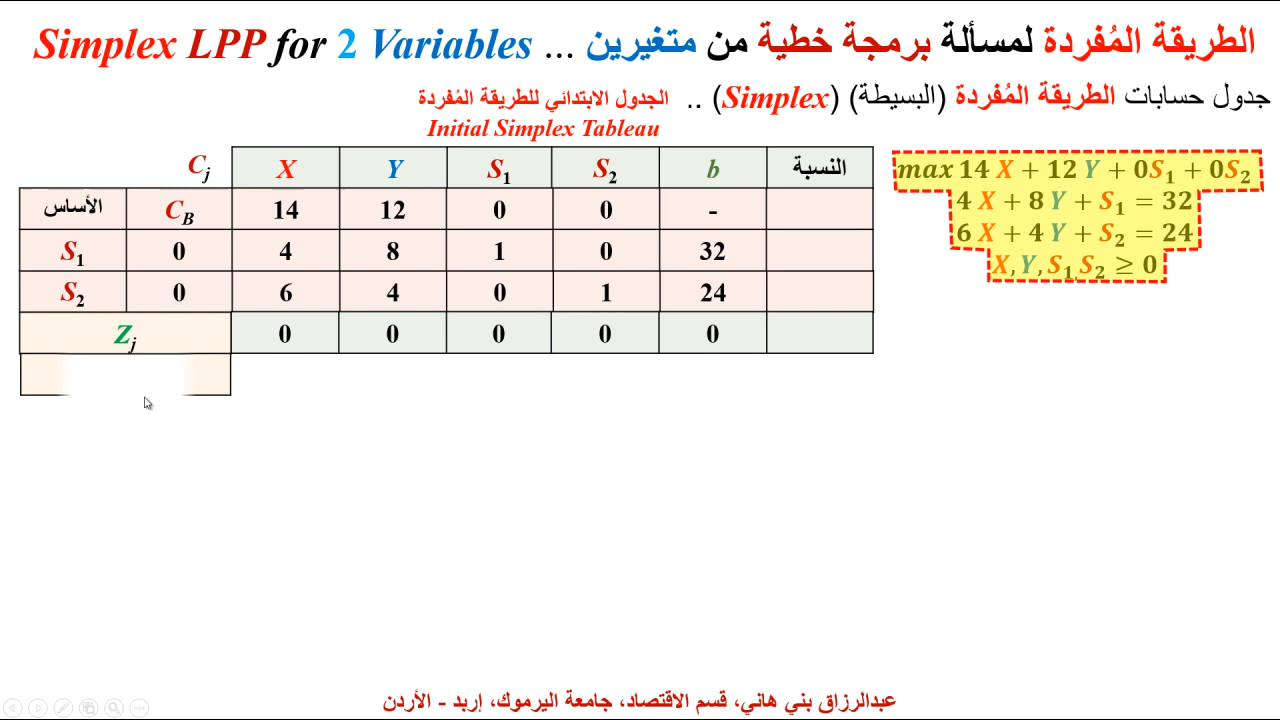 الطريقة المُفردة لمسألة برمجة خطية من متغيرين ... Simplex LPP for 2 Variables
جدول حسابات الطريقة المُفردة (البسيطة) (Simplex) .. الجدول الابتدائي للطريقة المُفردة
Initial Simplex Tableau
Cj X Y S1 S2 b النسبة
الأساس CB 14 12 0 0 -
S1 0 4 8 1 0 32
S2 0 6 4 0 1 24
Zj 0 0 0 0 0
max 14 X + 12 Y + 0S1 + 0S2
4 X + 8 Y + S1 = 32
6 X + 4 Y + S2 = 24
X, Y, S1, S2 ≥ 0
عبدالرزاق بني هاني، قسم الاقتصاد، جامعة اليرموك، إربد - الأردن